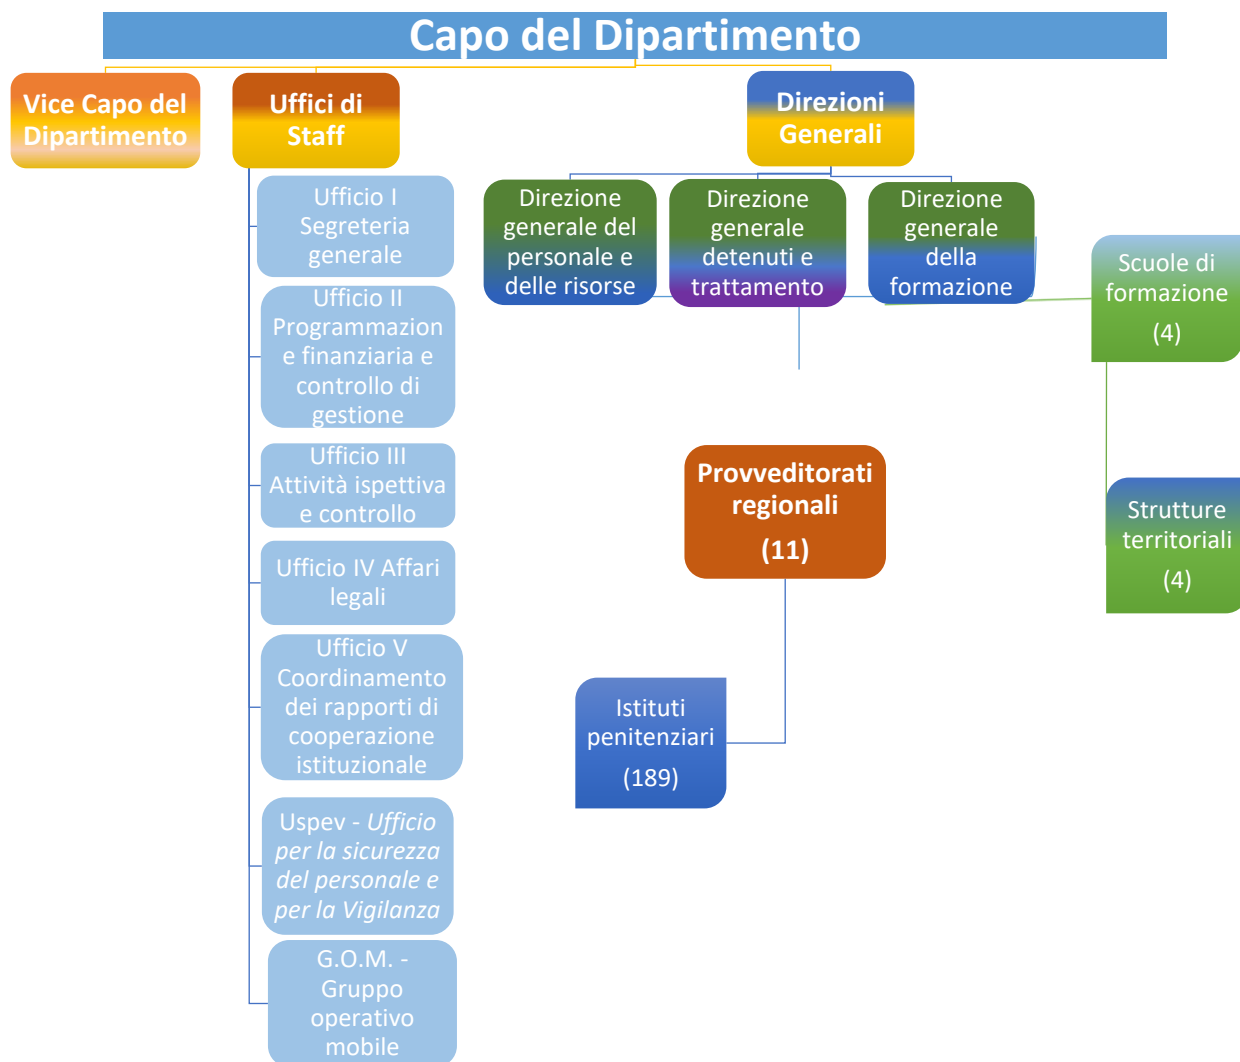 Capo del Dipartimento
Vice Capo del
Dipartimento
Uffici di
Staff
Direzioni
Generali
Ufficio I
Segreteria
generale
Ufficio II
Programmazion
e finanziaria e
controllo di
gestione
Ufficio III
Attività ispettiva
e controllo
Ufficio IV Affari
legali
Ufficio V
Coordinamento
dei rapporti di
cooperazione
istituzionale
Uspev - Ufficio
per la sicurezza
del personale e
per la Vigilanza
G.O.M. -
Gruppo
operativo
mobile
Direzione
generale del
personale e
delle risorse
Direzione
generale
detenuti e
trattamento
Direzione
generale
della
formazione
Scuole di
formazione
(4)
Strutture
territoriali
(4)
Provveditorati
regionali
(11)
Istituti
penitenziari
(189)